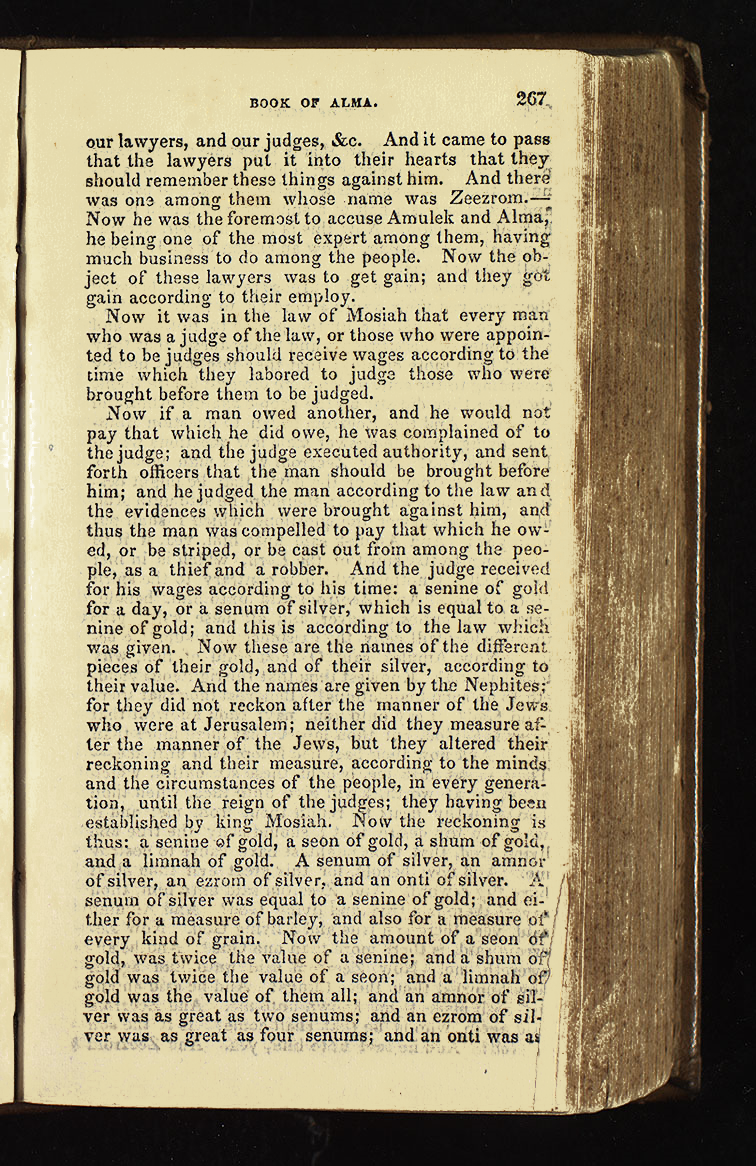 BOOK OF ALMA. 267
our lawyers, and our judges, &c. And it came to pass
that the lawyers put it into their hearts that they
should remember these things against him. And there
was one among them whose name was Zeezrom.—
Now he was the foremost to accuse Amulek and Alma,
he being one of the most expert among them, having
much business to do among the people. Now the ob-
ject of these lawyers was to get gain; and they got
gain according to their employ.
Now it was in the law of Mosiah that every man
who was a judge of the law, or those who were appoin-
ted to be judges should receive wages according to the
time which they labored to judge those who were
brought before them to be judged.
Now if a man owed another, and he would not
pay that which he did owe, he was complained of to
the judge; and the judge executed authority, and sent
forth officers that the man should be brought before
him; and he judged the man according to the law and
the evidences which were brought against him, and
thus the man was compelled to pay that which he ow-
ed, or be striped, or be cast out from among the peo-
ple, as a thief and a robber. And the judge received
for his wages according to his time: a senine of gold
for a day, or a senum of silver, which is equal to a se-
nine of gold; and this is according to the law which
was given. Now these are the names of the different
pieces of their gold, and of their silver, according to
their value. And the names are given by the Nephites;
for they did not reckon after the manner of the Jews
who were at Jerusalem; neither did they measure af-
ter the manner of the Jews, but they altered their
reckoning and their measure, according to the minds
and the circumstances of the people, in every genera-
tion, until the reign of the judges; they having been
established by king Mosiah. Now the reckoning is
thus: a senine of gold, a seon of gold, a shum of gold,
and a limnah of gold. A senum of silver, an amnor
of silver, an ezrom of silver, and an onti of silver. A
senum of silver was equal to a senine of gold; and ei-
ther for a measure of barley, and also for a measure of
every kind of grain. Now the amount of a seon of
gold, was twice the value of a senine; and a shum of
gold was twice the value of a seon; and a limnah of
gold was the value of them all; and an amnor of sil-
ver was as great as two senums; and an ezrom of sil-
ver was as great as four senums; and an onti was as